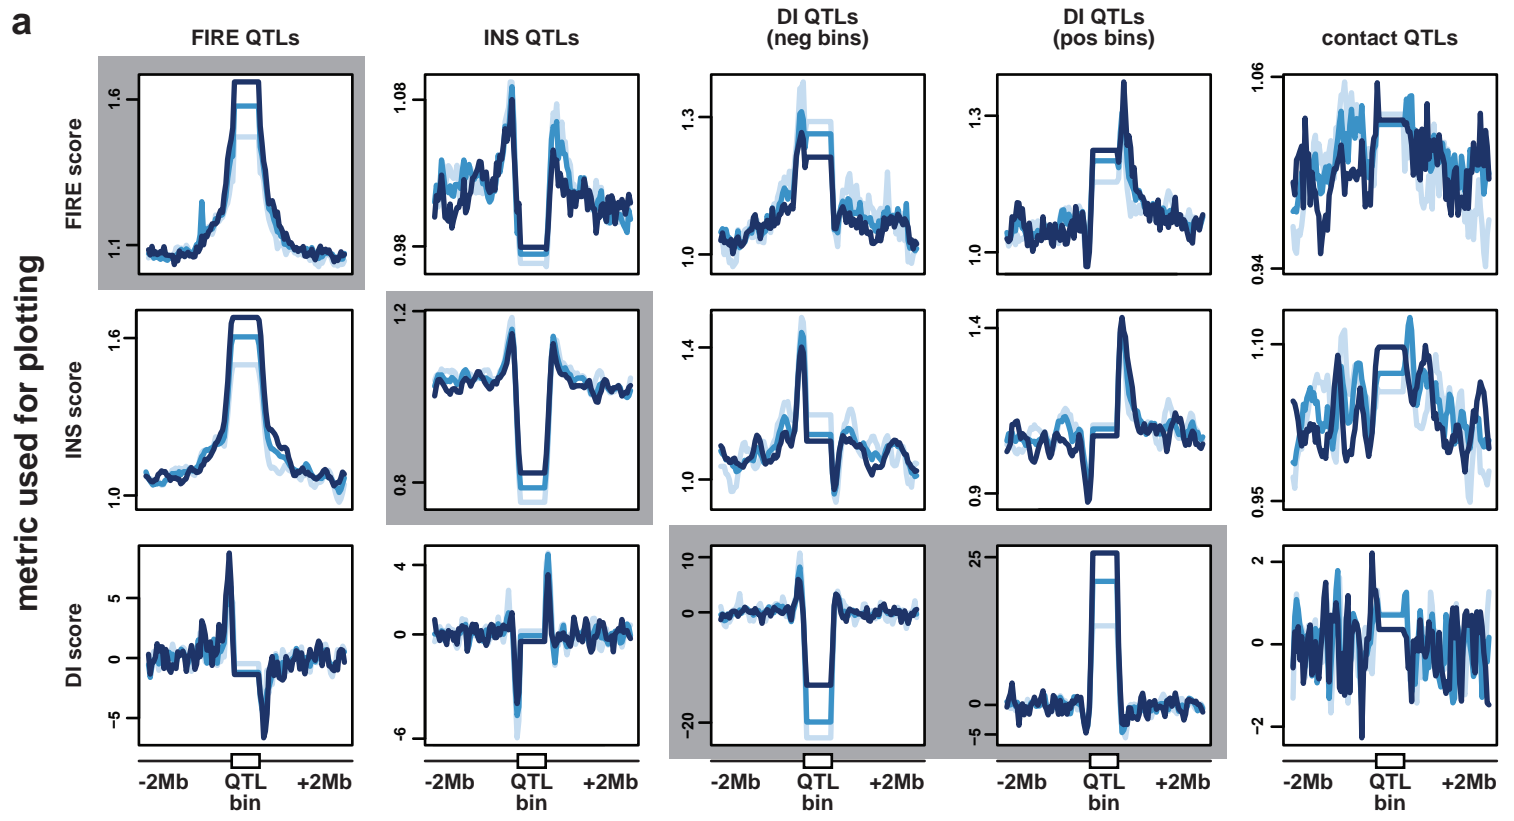 a
FIRE QTLs
INS QTLs
DI QTLs
(neg bins)
DI QTLs
(pos bins)
contact QTLs
metric used for plotting
FIRE score
1.6
1.1
1.08
0.98
1.3
1.0
1.3
1.0
1.06
0.94
INS score
1.6
1.0
1.2
0.8
1.4
1.0
1.4
0.9
1.10
0.95
DI score
5
0
−5
4
0
-6
10
0
−20
25
0
−5
2
0
−2
-2Mb QTL bin +2Mb
-2Mb QTL bin +2Mb
-2Mb QTL bin +2Mb
-2Mb QTL bin +2Mb
-2Mb QTL bin +2Mb